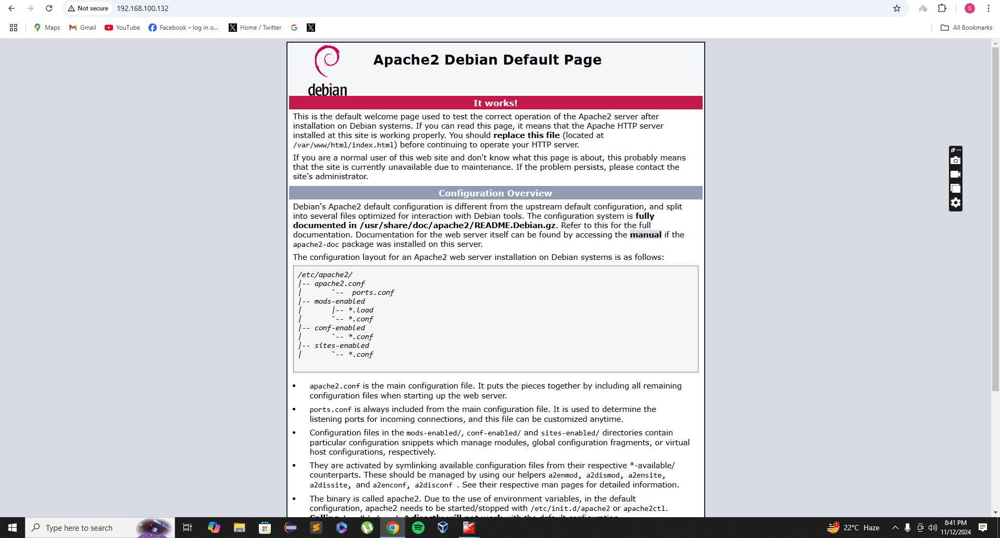 Not secure 192.168.100.132
S
Maps Gmail YouTube Facebook – log in o... Home / Twitter All Bookmarks
debian
Apache2 Debian Default Page
It works!
This is the default welcome page used to test the correct operation of the Apache2 server after
installation on Debian systems. If you can read this page, it means that the Apache HTTP server
installed at this site is working properly. You should replace this file (located at
/var/www/html/index.html) before continuing to operate your HTTP server.
If you are a normal user of this web site and don't know what this page is about, this probably means
that the site is currently unavailable due to maintenance. If the problem persists, please contact the
site's administrator.
Configuration Overview
Debian's Apache2 default configuration is different from the upstream default configuration, and split
into several files optimized for interaction with Debian tools. The configuration system is fully
documented in /usr/share/doc/apache2/README.Debian.gz. Refer to this for the full
documentation. Documentation for the web server itself can be found by accessing the manual if the
apache2-doc package was installed on this server.
The configuration layout for an Apache2 web server installation on Debian systems is as follows:
/etc/apache2/
|-- apache2.conf
|       `--  ports.conf
|-- mods-enabled
|       |-- *.load
|       `-- *.conf
|-- conf-enabled
|       `-- *.conf
|-- sites-enabled
|       `-- *.conf
• apache2.conf is the main configuration file. It puts the pieces together by including all remaining
configuration files when starting up the web server.
• ports.conf is always included from the main configuration file. It is used to determine the
listening ports for incoming connections, and this file can be customized anytime.
• Configuration files in the mods-enabled/, conf-enabled/ and sites-enabled/ directories contain
particular configuration snippets which manage modules, global configuration fragments, or virtual
host configurations, respectively.
• They are activated by symlinking available configuration files from their respective *-available/
counterparts. These should be managed by using our helpers a2enmod, a2dismod, a2ensite,
a2dissite, and a2enconf, a2disconf . See their respective man pages for detailed information.
• The binary is called apache2. Due to the use of environment variables, in the default
configuration, apache2 needs to be started/stopped with /etc/init.d/apache2 or apache2ctl.
Calling directly will not work with the default configuration.
Type here to search
1
22°C Haze
8:41 PM
11/12/2024